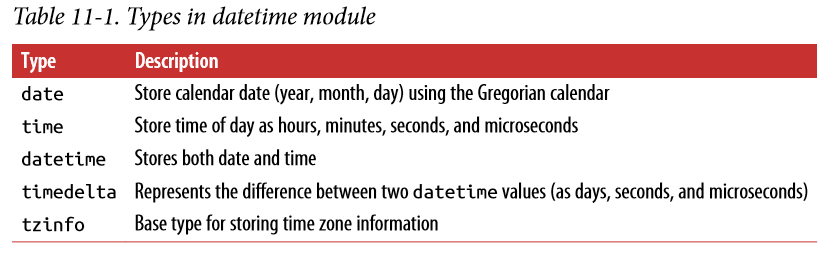 Table 11-1. Types in datetime module
Type Description
date Store calendar date (year, month, day) using the Gregorian calendar
time Store time of day as hours, minutes, seconds, and microseconds
datetime Stores both date and time
timedelta Represents the difference between two datetime values (as days, seconds, and microseconds)
tzinfo Base type for storing time zone information